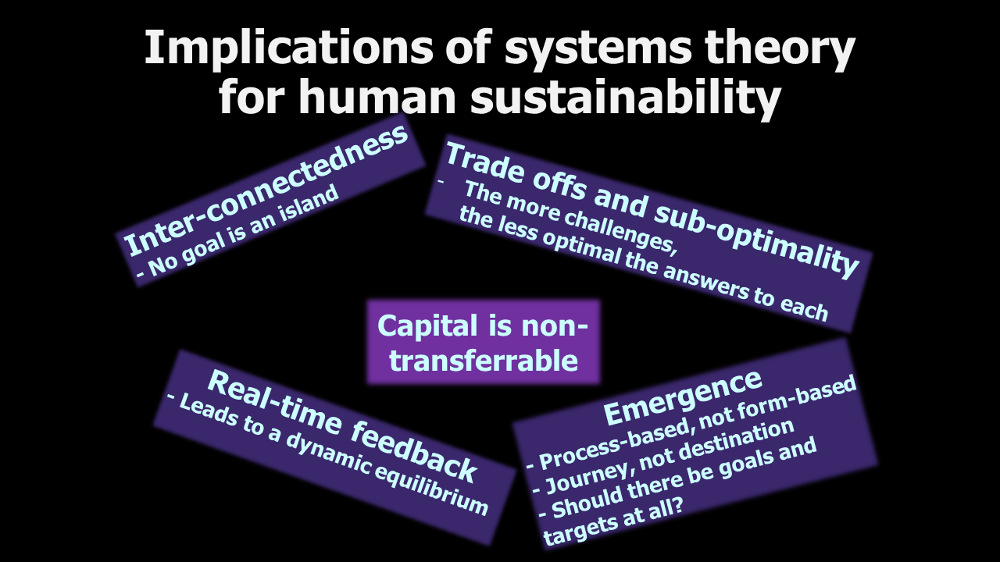 Implications of systems theory
for human sustainability
Inter-connectedness
- No goal is an island
Trade offs and sub-optimality
- The more challenges,
the less optimal the answers to each
Capital is non-
transferrable
Real-time feedback
- Leads to a dynamic equilibrium
Emergence
- Process-based, not form-based
- Journey, not destination
- Should there be goals and
targets at all?